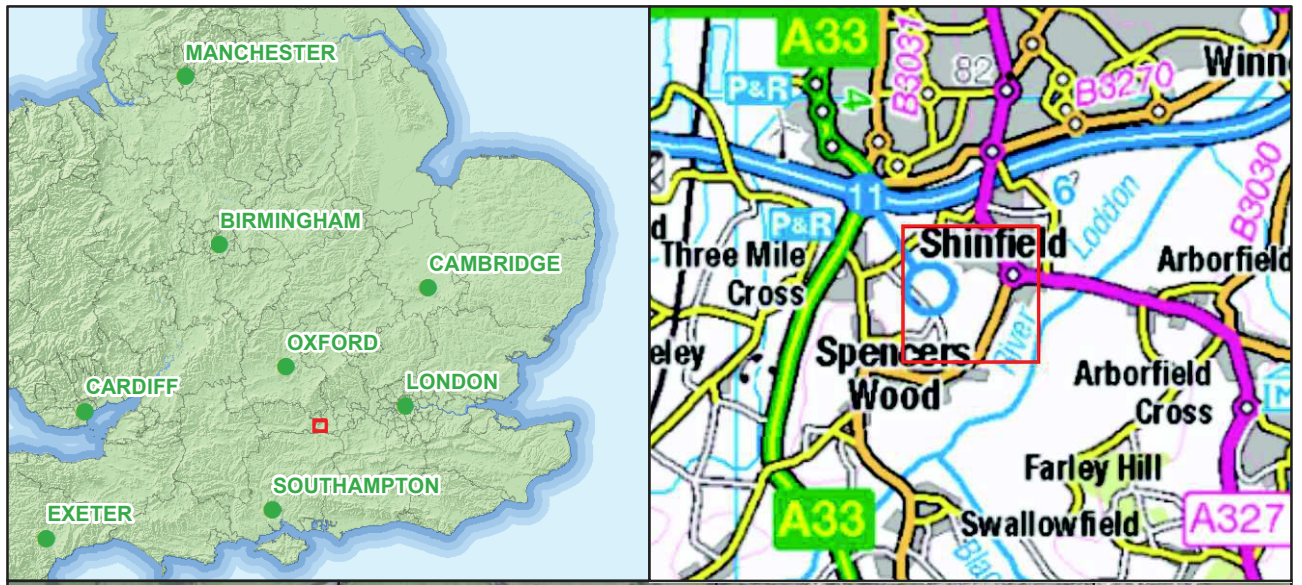 MANCHESTER
BIRMINGHAM
CAMBRIDGE
OXFORD
CARDIFF
LONDON
SOUTHAMPTON
EXETER
A33
B3031
82
Winn
P&R
4
B3270
11
6
Loddon
B3030
P&R
Shinfield
Three Mile
Cross
Arborfield
River
eley
Spencers
Wood
Arborfield
Cross
Farley Hill
A33
Swallowfield
A327
Blac